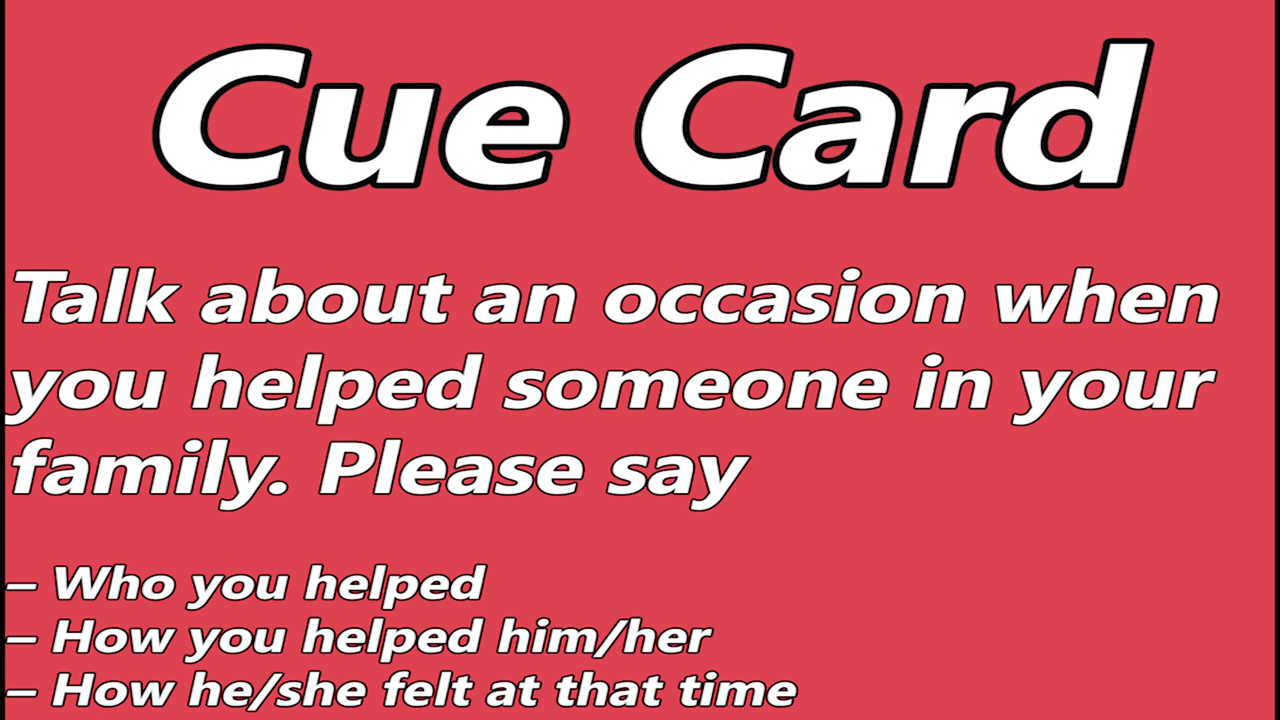 Cue Card
Talk about an occasion when
you helped someone in your
family. Please say
– Who you helped
– How you helped him/her
– How he/she felt at that time